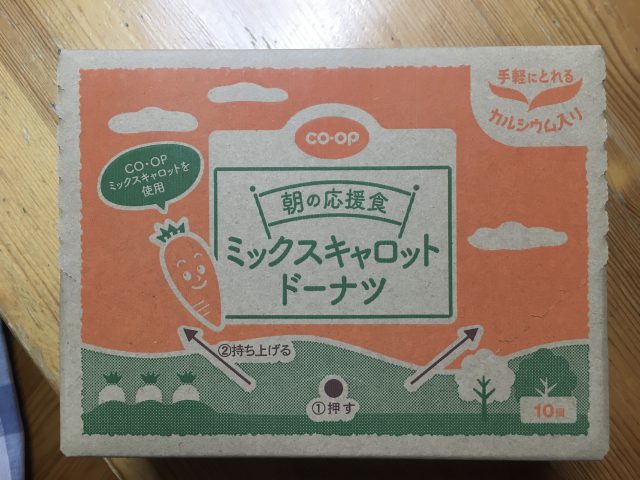 手軽にとれる
カルシウム入り
CO・OP
CO・OP
ミックスキャロットを
使用
朝の応援食
ミックスキャロット
ドーナツ
②持ち上げる
①押す
10個